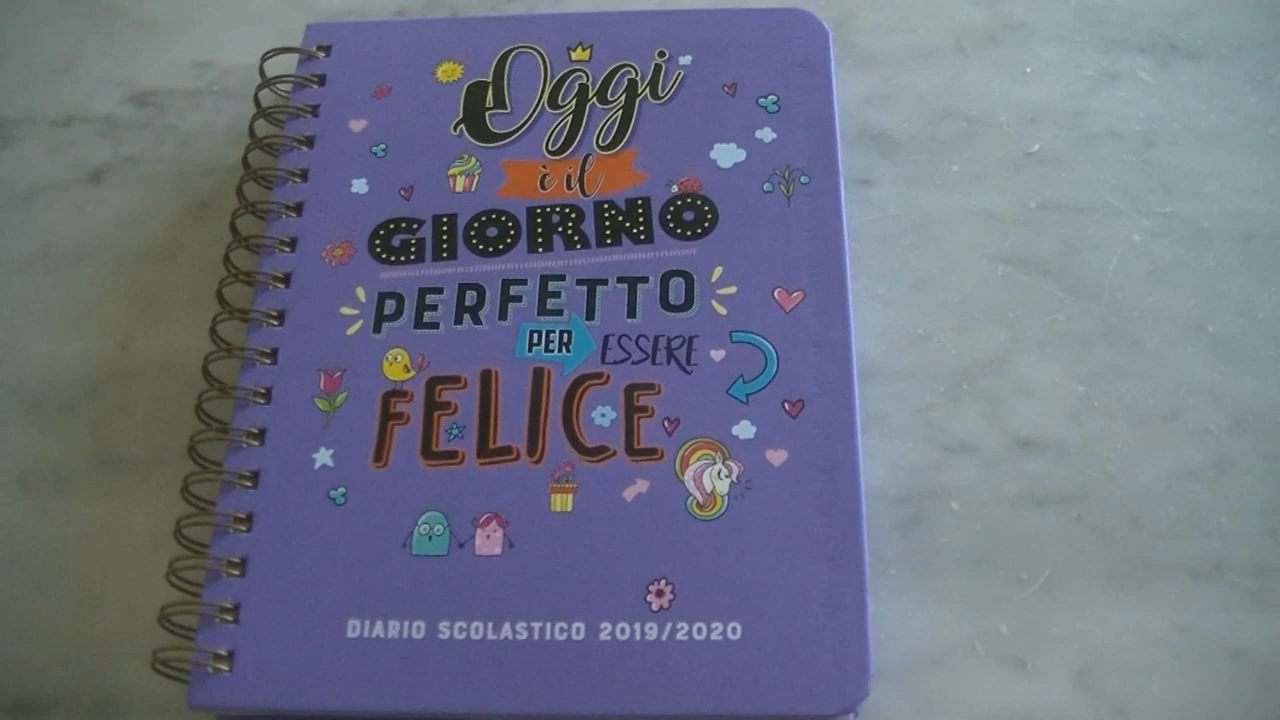 Oggi
è il
GIORNO
PERFETTO
PER ESSERE
FELICE
DIARIO SCOLASTICO 2019/2020